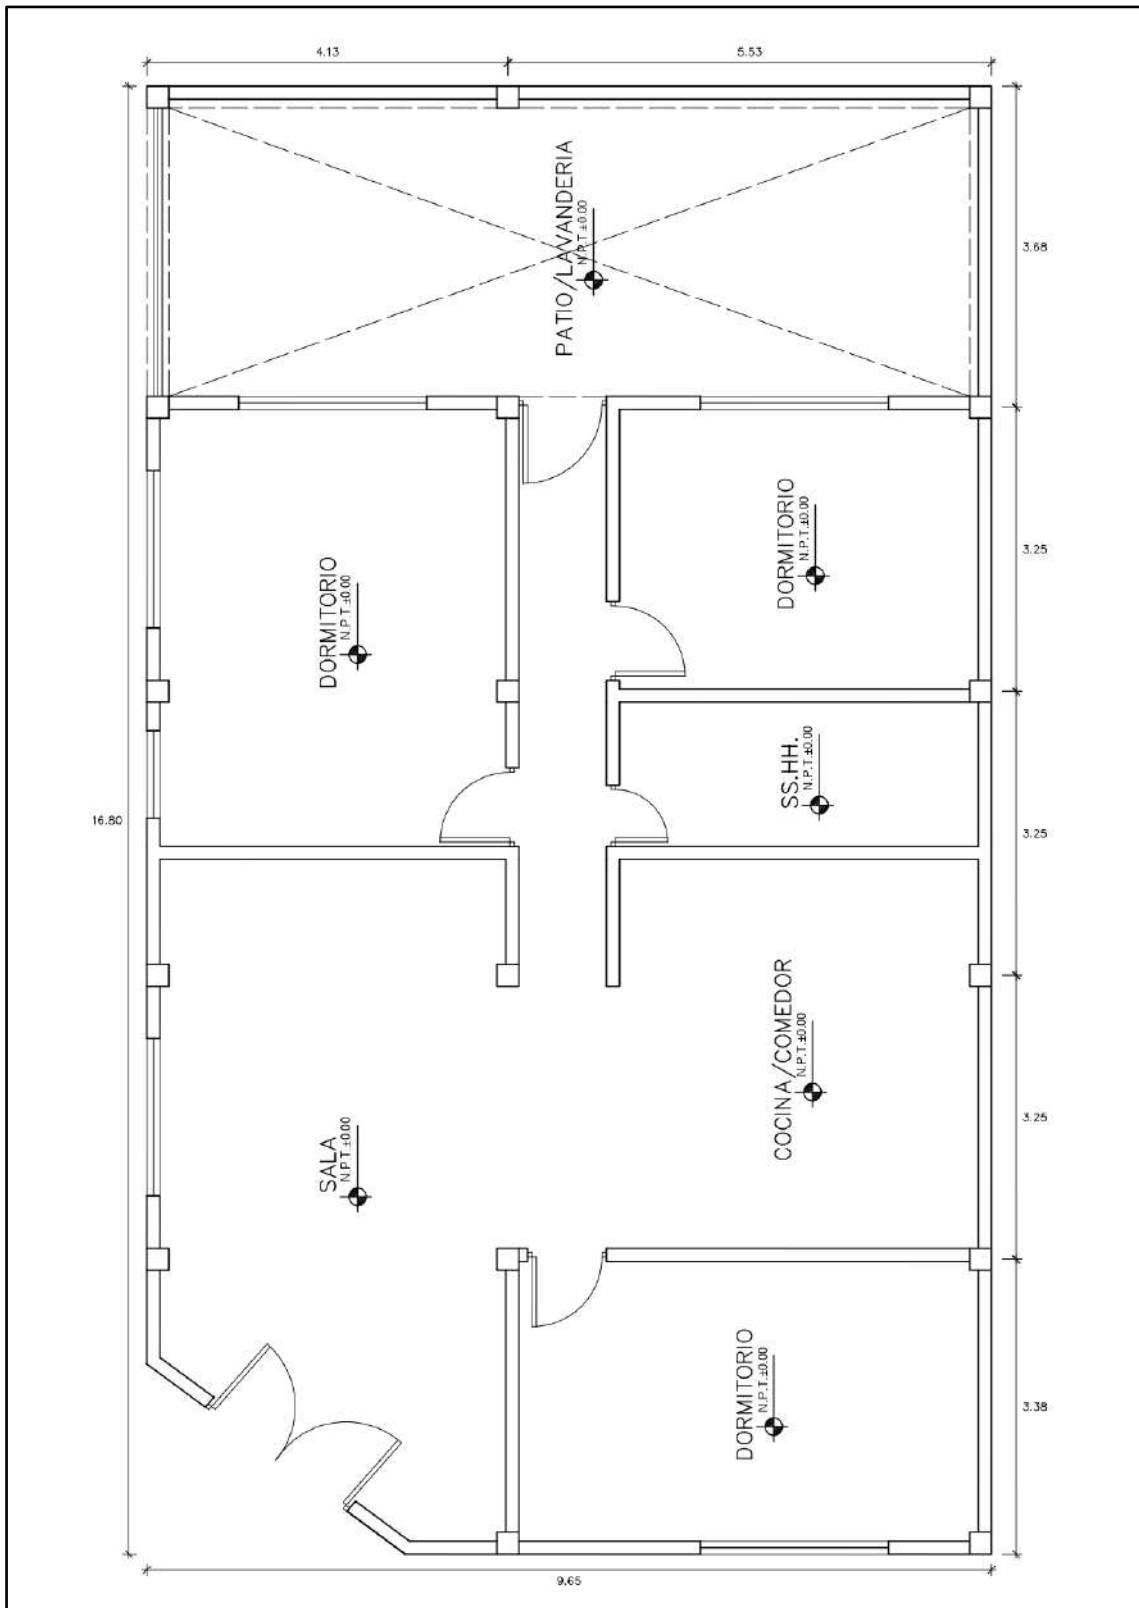 4.13
5.53
PATIO/LAVANDERIA
N.P.T.±0.00
3.68
DORMITORIO
N.P.T.±0.00
DORMITORIO
N.P.T.±0.00
3.25
SS.HH.
N.P.T.±0.00
16.80
3.25
COCINA/COMEDOR
N.P.T.±0.00
SALA
N.P.T.±0.00
3.25
DORMITORIO
N.P.T.±0.00
3.38
9.65